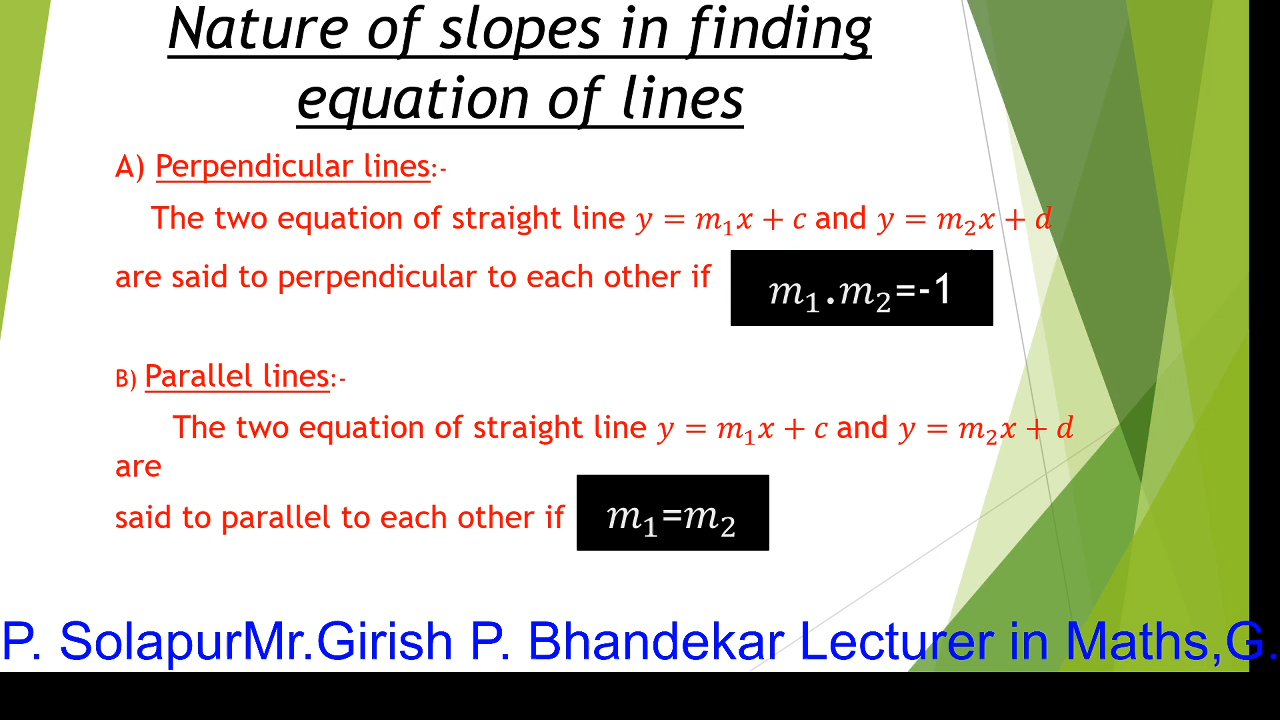 Nature of slopes in finding
equation of lines
A) Perpendicular lines:-
The two equation of straight line y = m₁x + c and y = m₂x + d
are said to perpendicular to each other if m₁.m₂=-1
B) Parallel lines:-
The two equation of straight line y = m₁x + c and y = m₂x + d
are
said to parallel to each other if m₁=m₂
P. SolapurMr.Girish P. Bhandekar Lecturer in Maths,G.